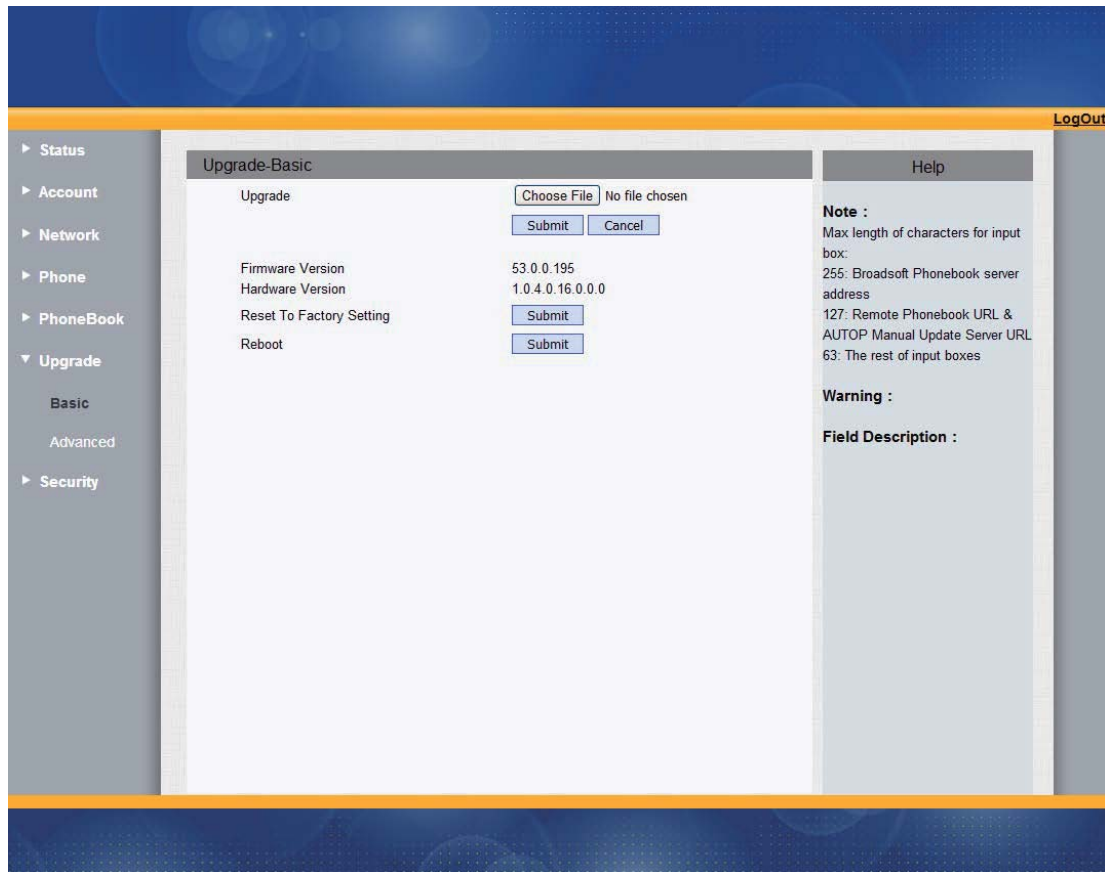 LogOut
Status
Account
Network
Phone
PhoneBook
Upgrade
Basic
Advanced
Security
Upgrade-Basic
Upgrade Choose File No file chosen
Submit Cancel
Firmware Version 53.0.0.195
Hardware Version 1.0.4.0.16.0.0.0
Reset To Factory Setting Submit
Reboot Submit
Help
Note :
Max length of characters for input
box:
255: Broadsoft Phonebook server
address
127: Remote Phonebook URL &
AUTOP Manual Update Server URL
63: The rest of input boxes
Warning :
Field Description :